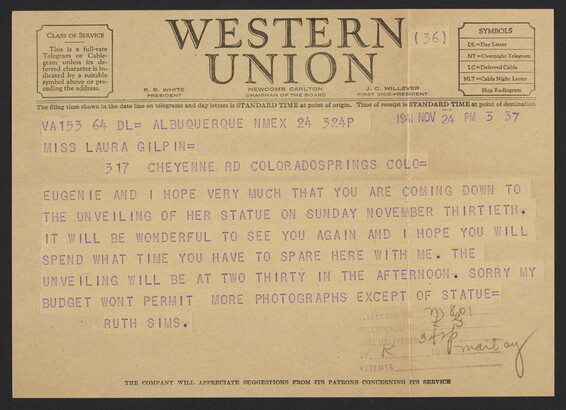 CLASS OF SERVICE
This is a full-rate
Telegram or Cable-
gram unless its de-
ferred character is in-
dicated by a suitable
symbol above or pre-
ceding the address.
WESTERN
UNION
(36)
R. B. WHITE
PRESIDENT
NEWCOMB CARLTON
CHAIRMAN OF THE BOARD
J. C. WILLEVER
FIRST VICE-PRESIDENT
SYMBOLS
DL=Day Letter
NT=Overnight Telegram
LC=Deferred Cable
NLT=Cable Night Letter
Ship Radiogram
The filing time shown in the date line on telegrams and day letters is STANDARD TIME at point of origin. Time of receipt is STANDARD TIME at point of destination
VA153 64 DL= ALBUQUERQUE NMEX 24 324P
1941 NOV 24 PM 3 37
MISS LAURA GILPIN=
317 CHEYENNE RD COLORADOSPRINGS COLO=
EUGENIE AND I HOPE VERY MUCH THAT YOU ARE COMING DOWN TO
THE UNVEILING OF HER STATUE ON SUNDAY NOVEMBER THIRTIETH.
IT WILL BE WONDERFUL TO SEE YOU AGAIN AND I HOPE YOU WILL
SPEND WHAT TIME YOU HAVE TO SPARE HERE WITH ME. THE
UNVEILING WILL BE AT TWO THIRTY IN THE AFTERNOON. SORRY MY
BUDGET WONT PERMIT MORE PHOTOGRAPHS EXCEPT OF STATUE=
RUTH SIMS.
R
THE COMPANY WILL APPRECIATE SUGGESTIONS FROM ITS PATRONS CONCERNING ITS SERVICE